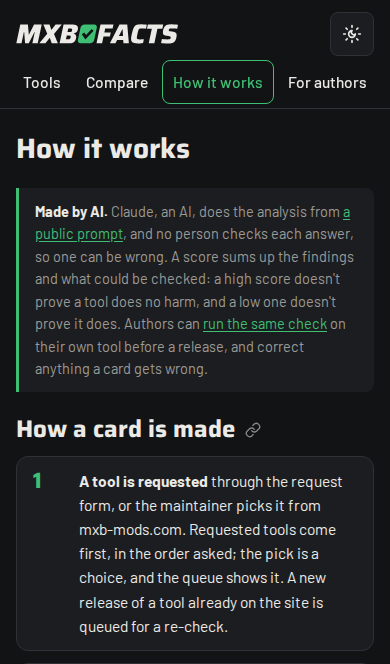 MXB FACTS
Tools Compare How it works For authors
How it works
Made by AI. Claude, an AI, does the analysis from a
public prompt, and no person checks each answer,
so one can be wrong. A score sums up the findings
and what could be checked: a high score doesn't
prove a tool does no harm, and a low one doesn't
prove it does. Authors can run the same check on
their own tool before a release, and correct
anything a card gets wrong.
How a card is made
1
A tool is requested through the request
form, or the maintainer picks it from
mxb-mods.com. Requested tools come
first, in the order asked; the pick is a
choice, and the queue shows it. A new
release of a tool already on the site is
queued for a re-check.